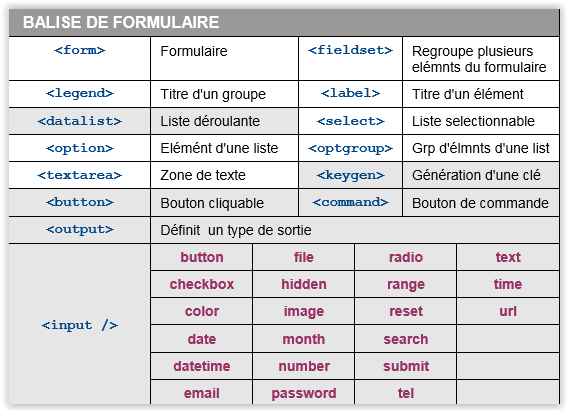 BALISE DE FORMULAIRE
<form> Formulaire <fieldset> Regroupe plusieurs
elémnts du formulaire
<legend> Titre d'un groupe <label> Titre d'un élément
<datalist> Liste déroulante <select> Liste selectionnable
<option> Elémént d'une liste <optgroup> Grp d'élmnts d'une list
<textarea> Zone de texte <keygen> Génération d'une clé
<button> Bouton cliquable <command> Bouton de commande
<output> Définit un type de sortie
button file radio text
checkbox hidden range time
color image reset url
<input />
date month search
datetime number submit
email password tel